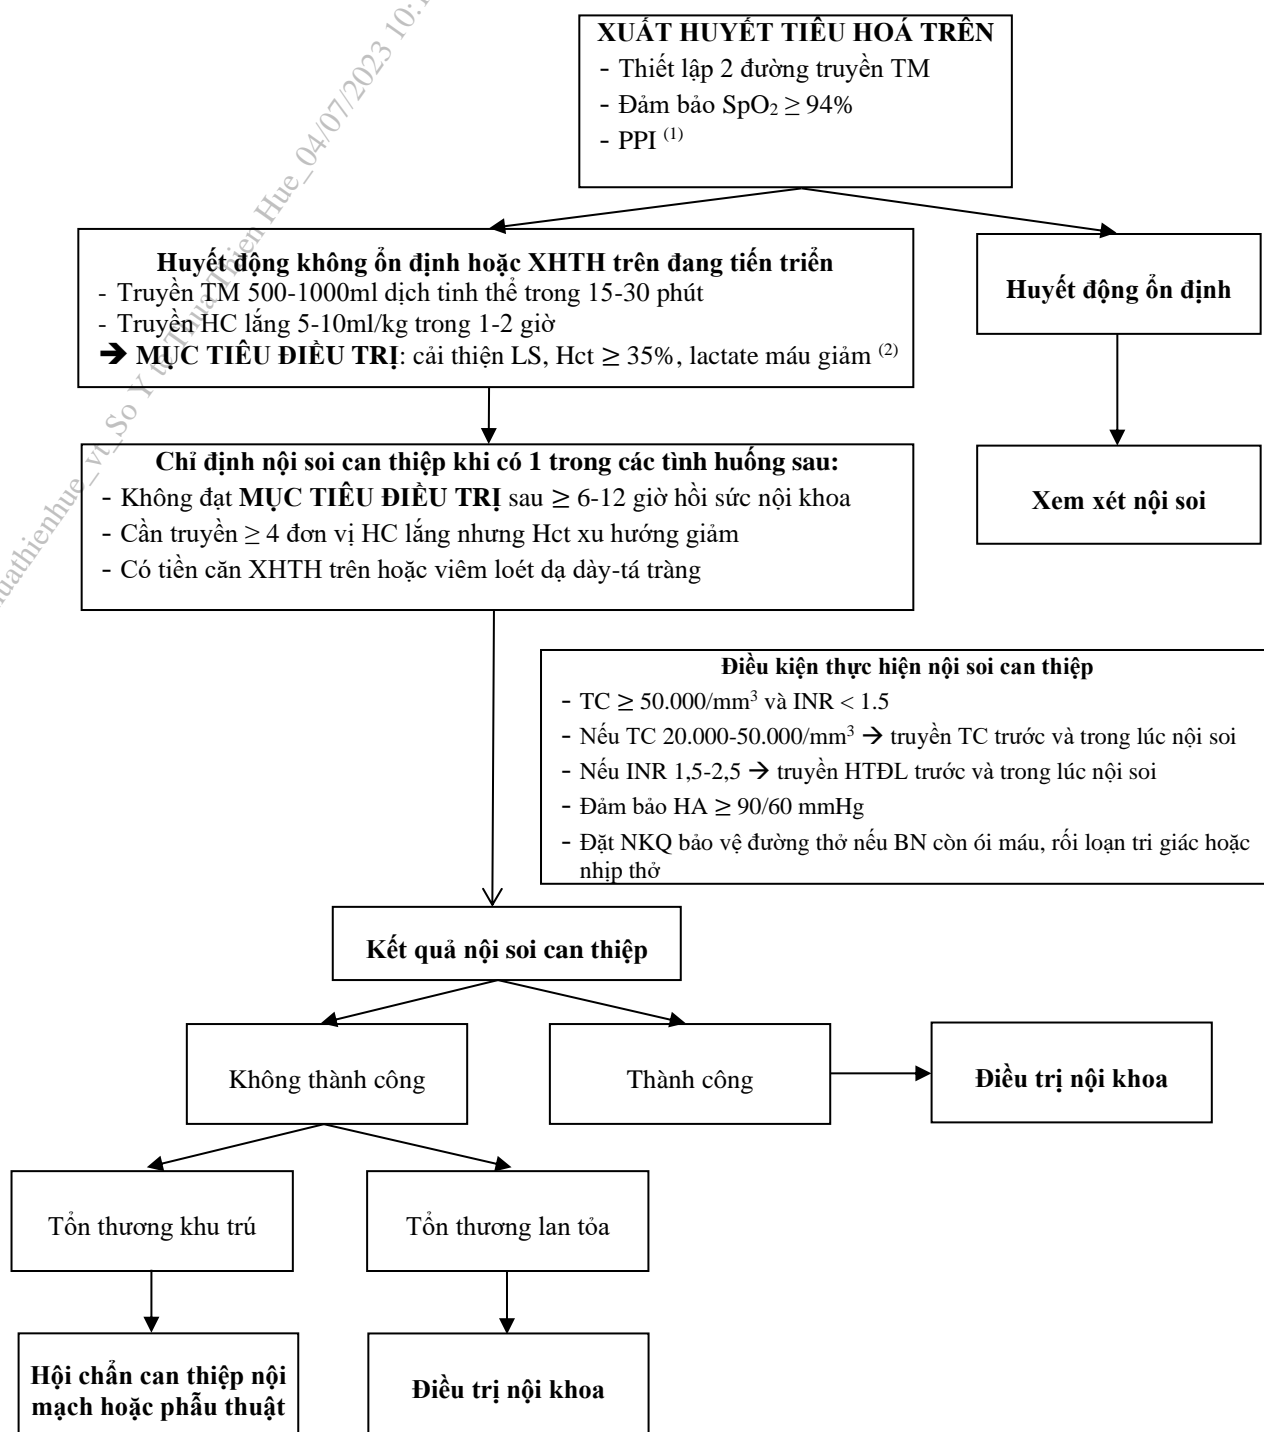 XUẤT HUYẾT TIÊU HOÁ TRÊN
- Thiết lập 2 đường truyền TM
- Đảm bảo SpO₂ ≥ 94%
- PPI ⁽¹⁾
Huyết động không ổn định hoặc XHTH trên đang tiến triển
- Truyền TM 500-1000ml dịch tinh thể trong 15-30 phút
- Truyền HC lắng 5-10ml/kg trong 1-2 giờ
➔ MỤC TIÊU ĐIỀU TRỊ: cải thiện LS, Hct ≥ 35%, lactate máu giảm ⁽²⁾
Huyết động ổn định
Chỉ định nội soi can thiệp khi có 1 trong các tình huống sau:
- Không đạt MỤC TIÊU ĐIỀU TRỊ sau ≥ 6-12 giờ hồi sức nội khoa
- Cần truyền ≥ 4 đơn vị HC lắng nhưng Hct xu hướng giảm
- Có tiền căn XHTH trên hoặc viêm loét dạ dày-tá tràng
Xem xét nội soi
Điều kiện thực hiện nội soi can thiệp
- TC ≥ 50.000/mm³ và INR < 1.5
- Nếu TC 20.000-50.000/mm³ → truyền TC trước và trong lúc nội soi
- Nếu INR 1,5-2,5 → truyền HTĐL trước và trong lúc nội soi
- Đảm bảo HA ≥ 90/60 mmHg
- Đặt NKQ bảo vệ đường thở nếu BN còn ói máu, rối loạn tri giác hoặc
nhịp thở
Kết quả nội soi can thiệp
Không thành công
Thành công
Điều trị nội khoa
Tổn thương khu trú
Tổn thương lan tỏa
Hội chẩn can thiệp nội
mạch hoặc phẫu thuật
Điều trị nội khoa
uathienhue_vt_So Y te Thua Thien Hue_04/07/2023 10:1